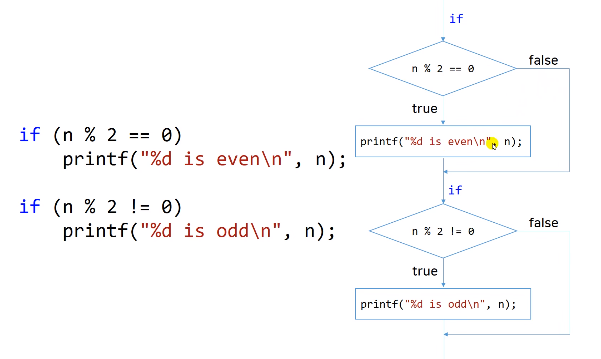 if (n % 2 == 0)
    printf("%d is even\n", n);
if (n % 2 != 0)
    printf("%d is odd\n", n);
if
n % 2 == 0
false
true
printf("%d is even\n", n);
if
n % 2 != 0
false
true
printf("%d is odd\n", n);